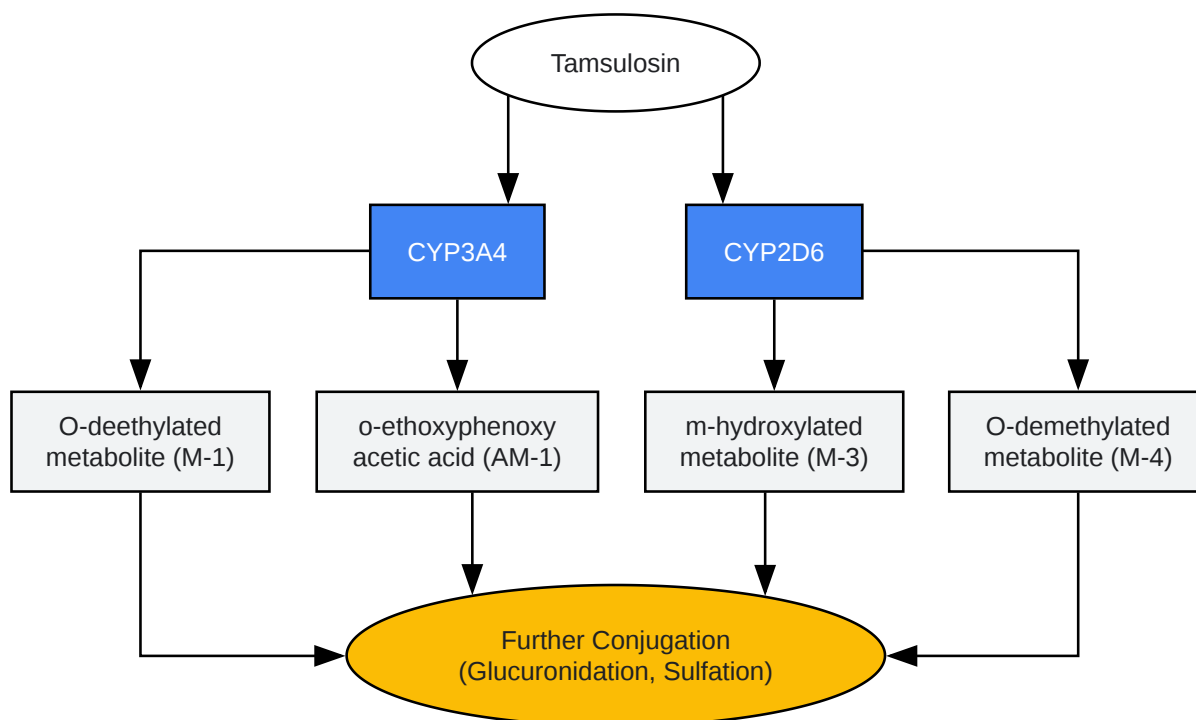 Tamsulosin
CYP3A4
CYP2D6
O-deethylated
metabolite (M-1)
o-ethoxyphenoxy
acetic acid (AM-1)
m-hydroxylated
metabolite (M-3)
O-demethylated
metabolite (M-4)
Further Conjugation
(Glucuronidation, Sulfation)